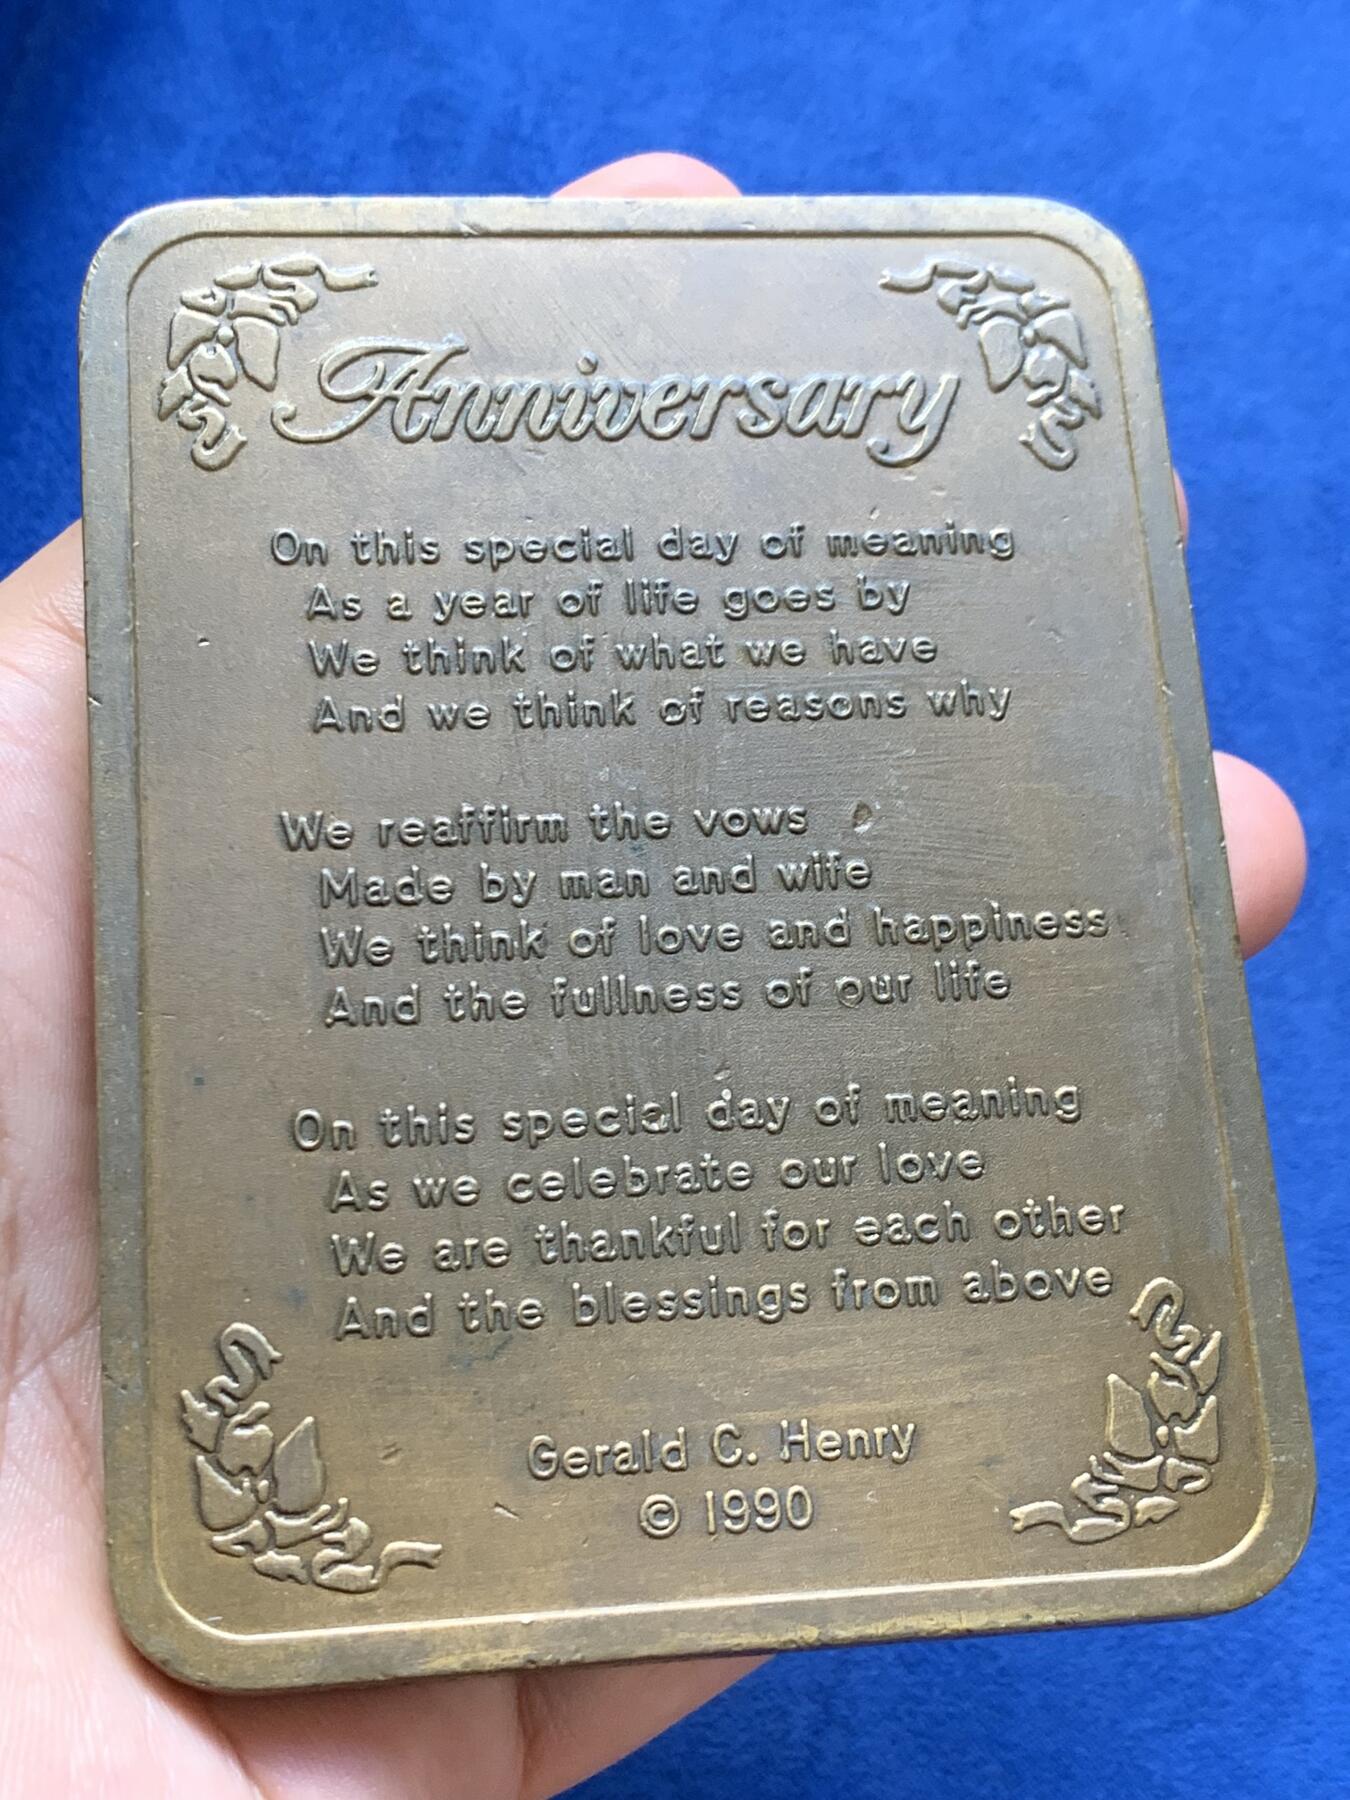 Anniversary
On this special day of meaning
As a year of life goes by
We think of what we have
And we think of reasons why
We reaffirm the vows
Made by man and wife
We think of love and happiness
And the fullness of our life
On this special day of meaning
As we celebrate our love
We are thankful for each other
And the blessings from above
Gerald C. Henry
© 1990